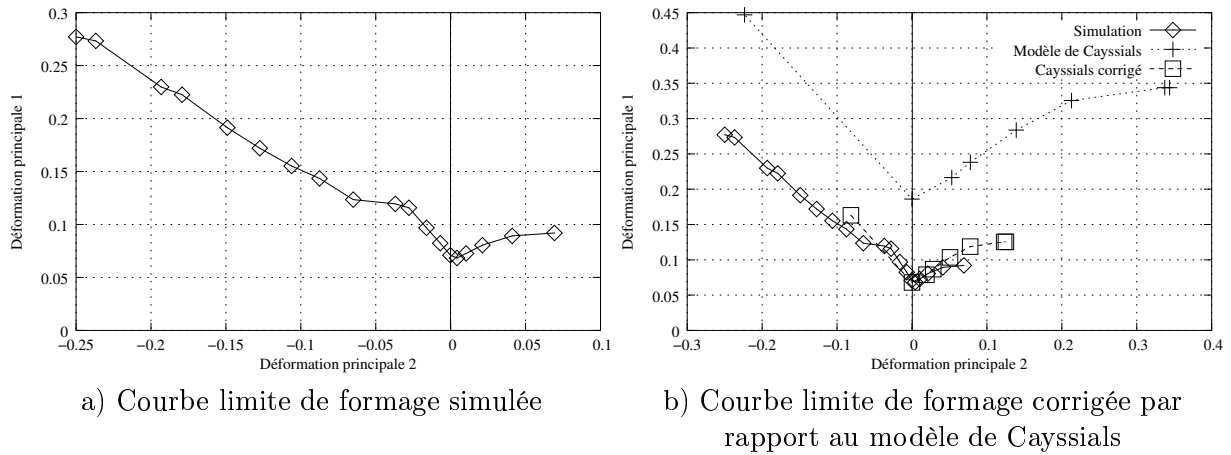 0.3
0.25
0.2
0.15
0.1
0.05
0
Déformation principale 1
−0.25 −0.2 −0.15 −0.1 −0.05 0 0.05 0.1
Déformation principale 2
a) Courbe limite de formage simulée
0.45
0.4
0.35
0.3
0.25
0.2
0.15
0.1
0.05
0
Déformation principale 1
Simulation
Modèle de Cayssials
Cayssials corrigé
−0.3 −0.2 −0.1 0 0.1 0.2 0.3 0.4
Déformation principale 2
b) Courbe limite de formage corrigée par
rapport au modèle de Cayssials